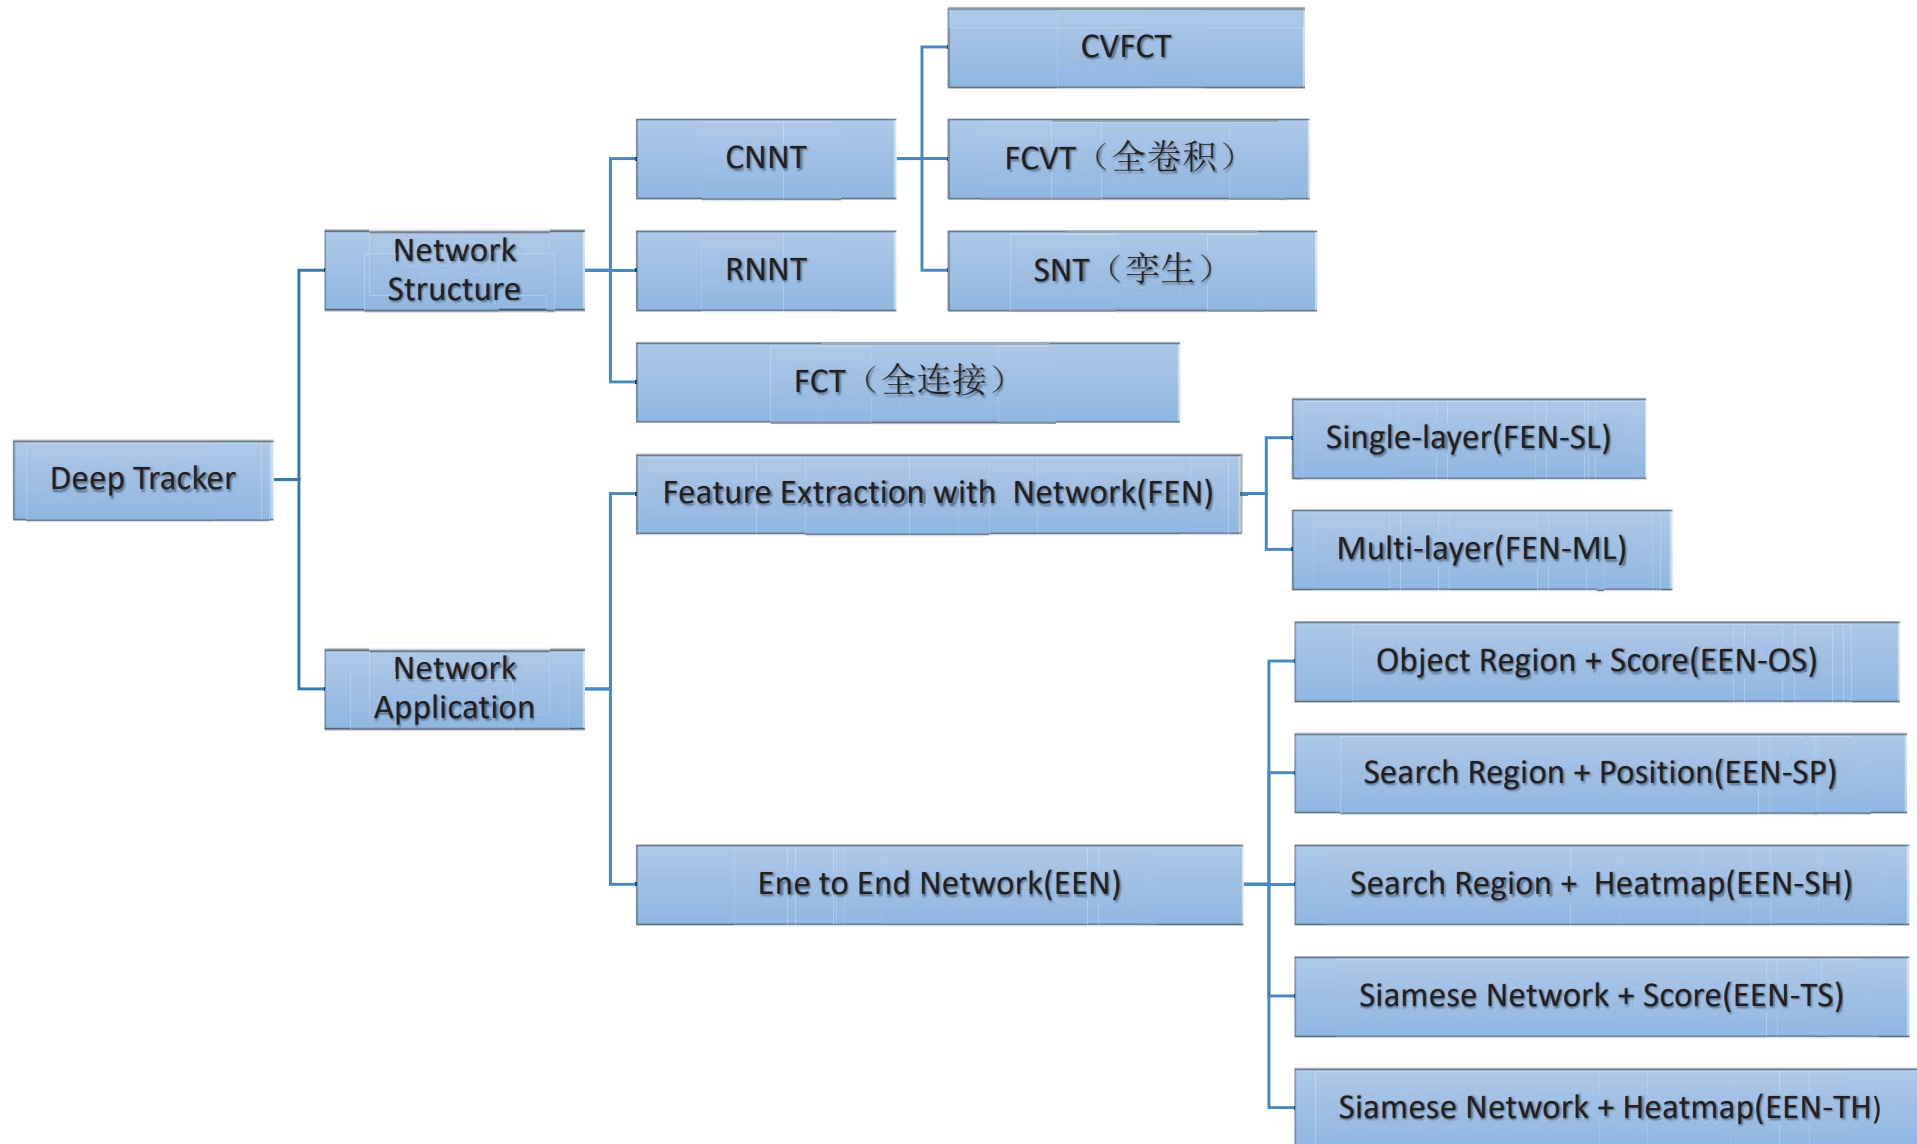 CVFCT
CNNT
FCVT（全卷积）
Network
Structure
RNNT
SNT（孪生）
FCT（全连接）
Deep Tracker
Single-layer(FEN-SL)
Feature Extraction with  Network(FEN)
Multi-layer(FEN-ML)
Network
Application
Object Region + Score(EEN-OS)
Search Region + Position(EEN-SP)
Ene to End Network(EEN)
Search Region +  Heatmap(EEN-SH)
Siamese Network + Score(EEN-TS)
Siamese Network + Heatmap(EEN-TH)